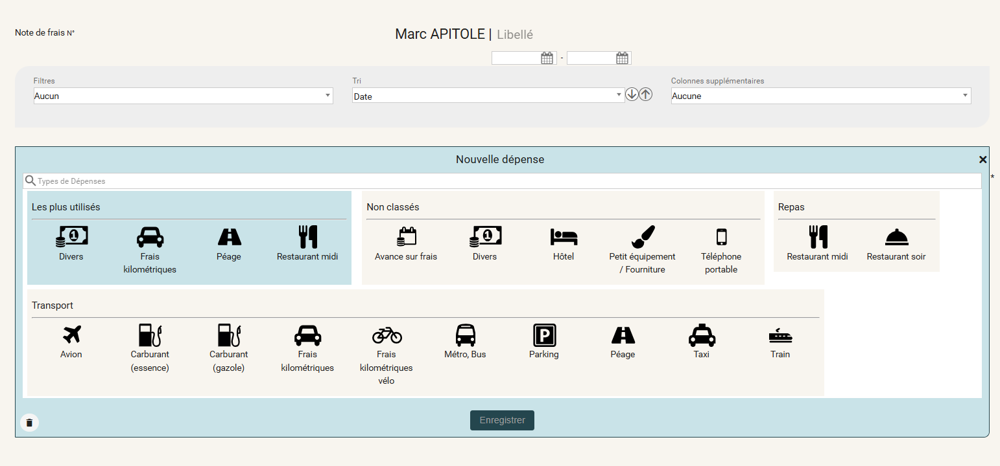 Note de frais N°
Marc APITOLE | Libellé
-
Filtres
Aucun
Tri
Date
Colonnes supplémentaires
Aucune
Nouvelle dépense
Types de Dépenses
*
Les plus utilisés
Divers
Frais
kilométriques
Péage
Restaurant midi
Non classés
Avance sur frais
Divers
Hôtel
Petit équipement
/ Fourniture
Téléphone
portable
Repas
Restaurant midi
Restaurant soir
Transport
Avion
Carburant
(essence)
Carburant
(gazole)
Frais
kilométriques
Frais
kilométriques
vélo
Métro, Bus
P
Parking
Péage
Taxi
Train
Enregistrer